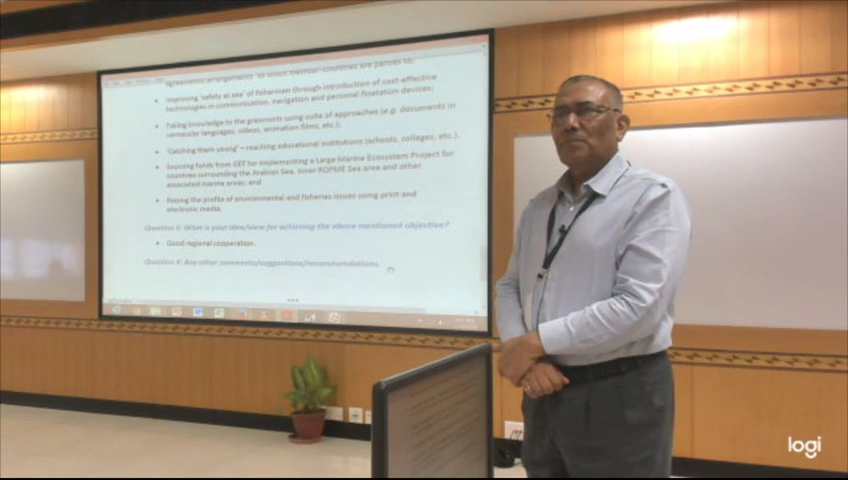 agreements/arrangements to which member countries are parties to;
• Improving 'safety at sea' of fishermen through introduction of cost-effective
technologies in communication, navigation and personal floatation devices;
• Taking knowledge to the grassroots using suite of approaches (e.g. documents in
vernacular languages, videos, animation films, etc.);
• 'Catching them young'—reaching educational institutions (schools, colleges, etc.).
• Sourcing funds from GEF for implementing a Large Marine Ecosystem Project for
countries surrounding the Arabian Sea, Inner ROPME Sea area and other
associated marine areas; and
• Raising the profile of environmental and fisheries issues using print and
electronic media.
What is your idea/view for achieving the above mentioned objective?
• Good regional cooperation.
Any other comments/suggestions/recommendations.
logi